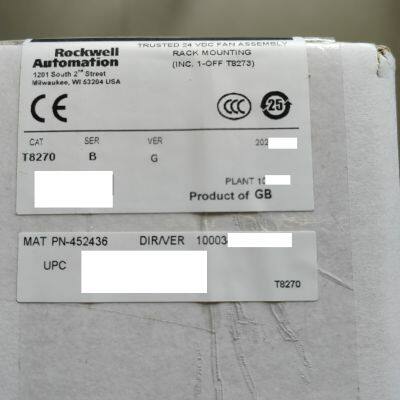 TRUSTED 24 VDC FAN ASSEMBLY
Rockwell
Automation
RACK MOUNTING
(INC. 1-OFF T8273)
1201 South 2nd Street
Milwaukee, WI 53204 USA
CE
CCC
25
CAT SER VER 202
T8270 B G
PLANT 10
Product of GB
MAT PN-452436 DIR/VER 10003
UPC
T8270